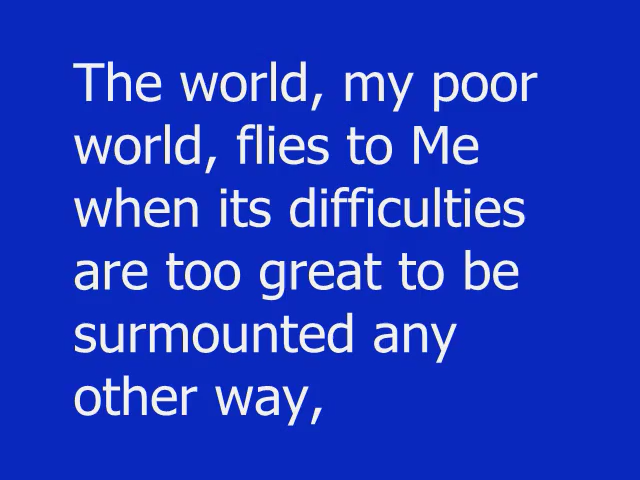 The world, my poor
world, flies to Me
when its difficulties
are too great to be
surmounted any
other way,